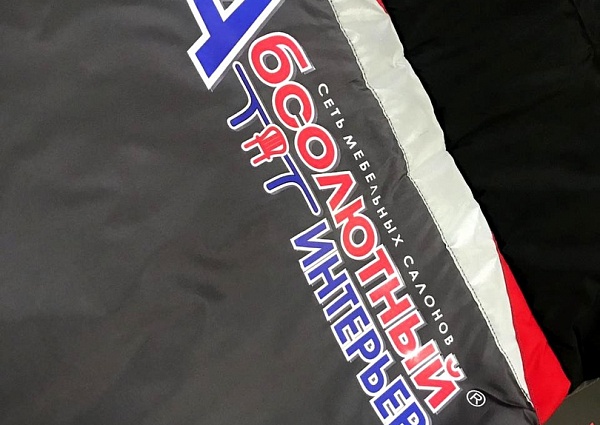 Абсолютный
СЕТЬ МЕБЕЛЬНЫХ САЛОНОВ
ИНТЕРЬЕР
®